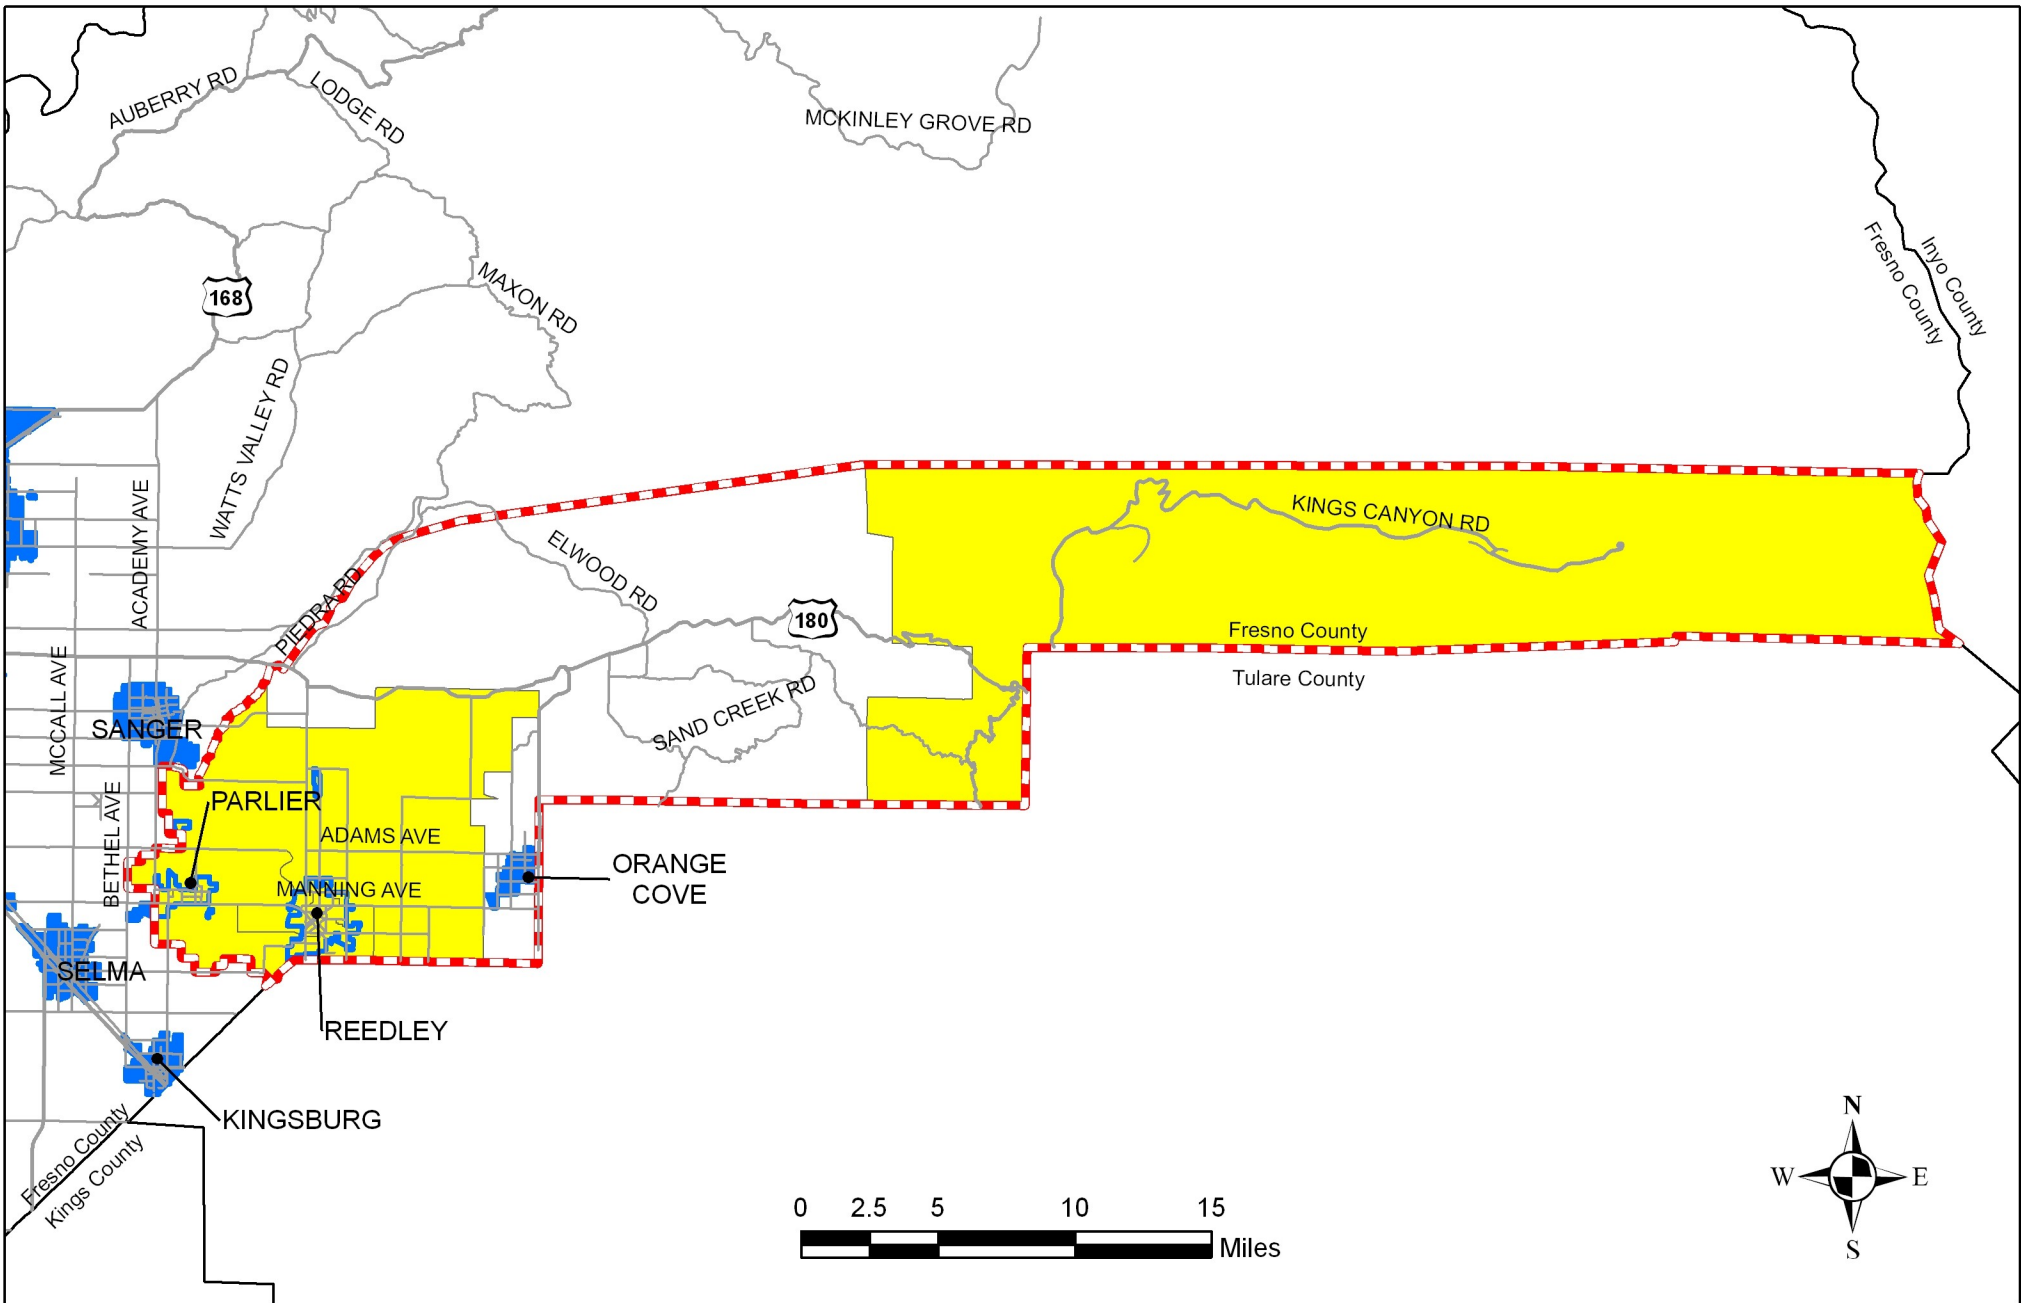 AUBERRY RD
LODGE RD
MCKINLEY GROVE RD
Inyo County
Fresno County
168
MAXON RD
WATTS VALLEY RD
ACADEMY AVE
KINGS CANYON RD
ELWOOD RD
PIEDRA RD
180
Fresno County
Tulare County
MCCALL AVE
SANGER
SAND CREEK RD
BETHEL AVE
PARLIER
ADAMS AVE
ORANGE
COVE
MANNING AVE
SELMA
REEDLEY
KINGSBURG
Fresno County
Kings County
0 2.5 5 10 15
Miles
N
W E
S